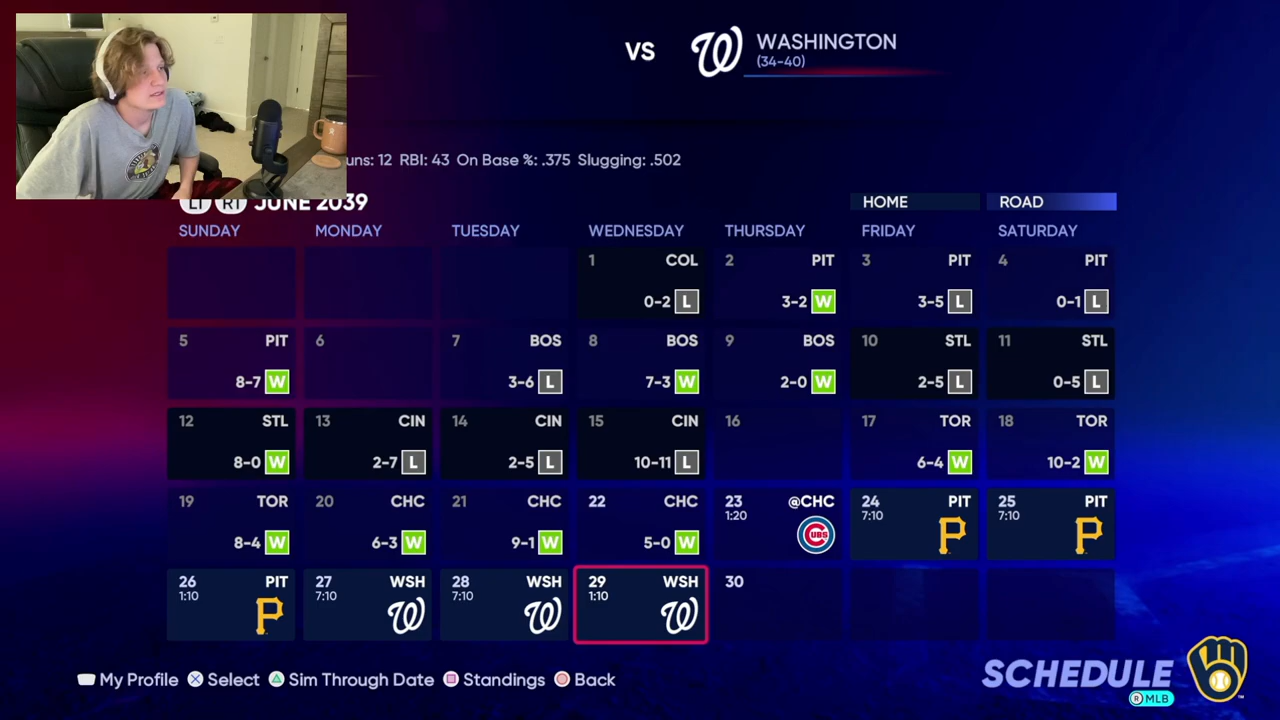 VS
WASHINGTON
(34-40)
uns: 12 RBI: 43 On Base %: .375 Slugging: .502
LT RT JUNE 2039
HOME
ROAD
SUNDAY MONDAY TUESDAY WEDNESDAY THURSDAY FRIDAY SATURDAY
1 COL 2 PIT 3 PIT 4 PIT
0-2 L 3-2 W 3-5 L 0-1 L
5 PIT 6 7 BOS 8 BOS 9 BOS 10 STL 11 STL
8-7 W 3-6 L 7-3 W 2-0 W 2-5 L 0-5 L
12 STL 13 CIN 14 CIN 15 CIN 16 17 TOR 18 TOR
8-0 W 2-7 L 2-5 L 10-11 L 6-4 W 10-2 W
19 TOR 20 CHC 21 CHC 22 CHC 23 @CHC 24 PIT 25 PIT
1:20 7:10 7:10
8-4 W 6-3 W 9-1 W 5-0 W CUBS P P
26 PIT 27 WSH 28 WSH 29 WSH 30
1:10 7:10 7:10 1:10
P W W W
My Profile Select Sim Through Date Standings Back
SCHEDULE
R MLB